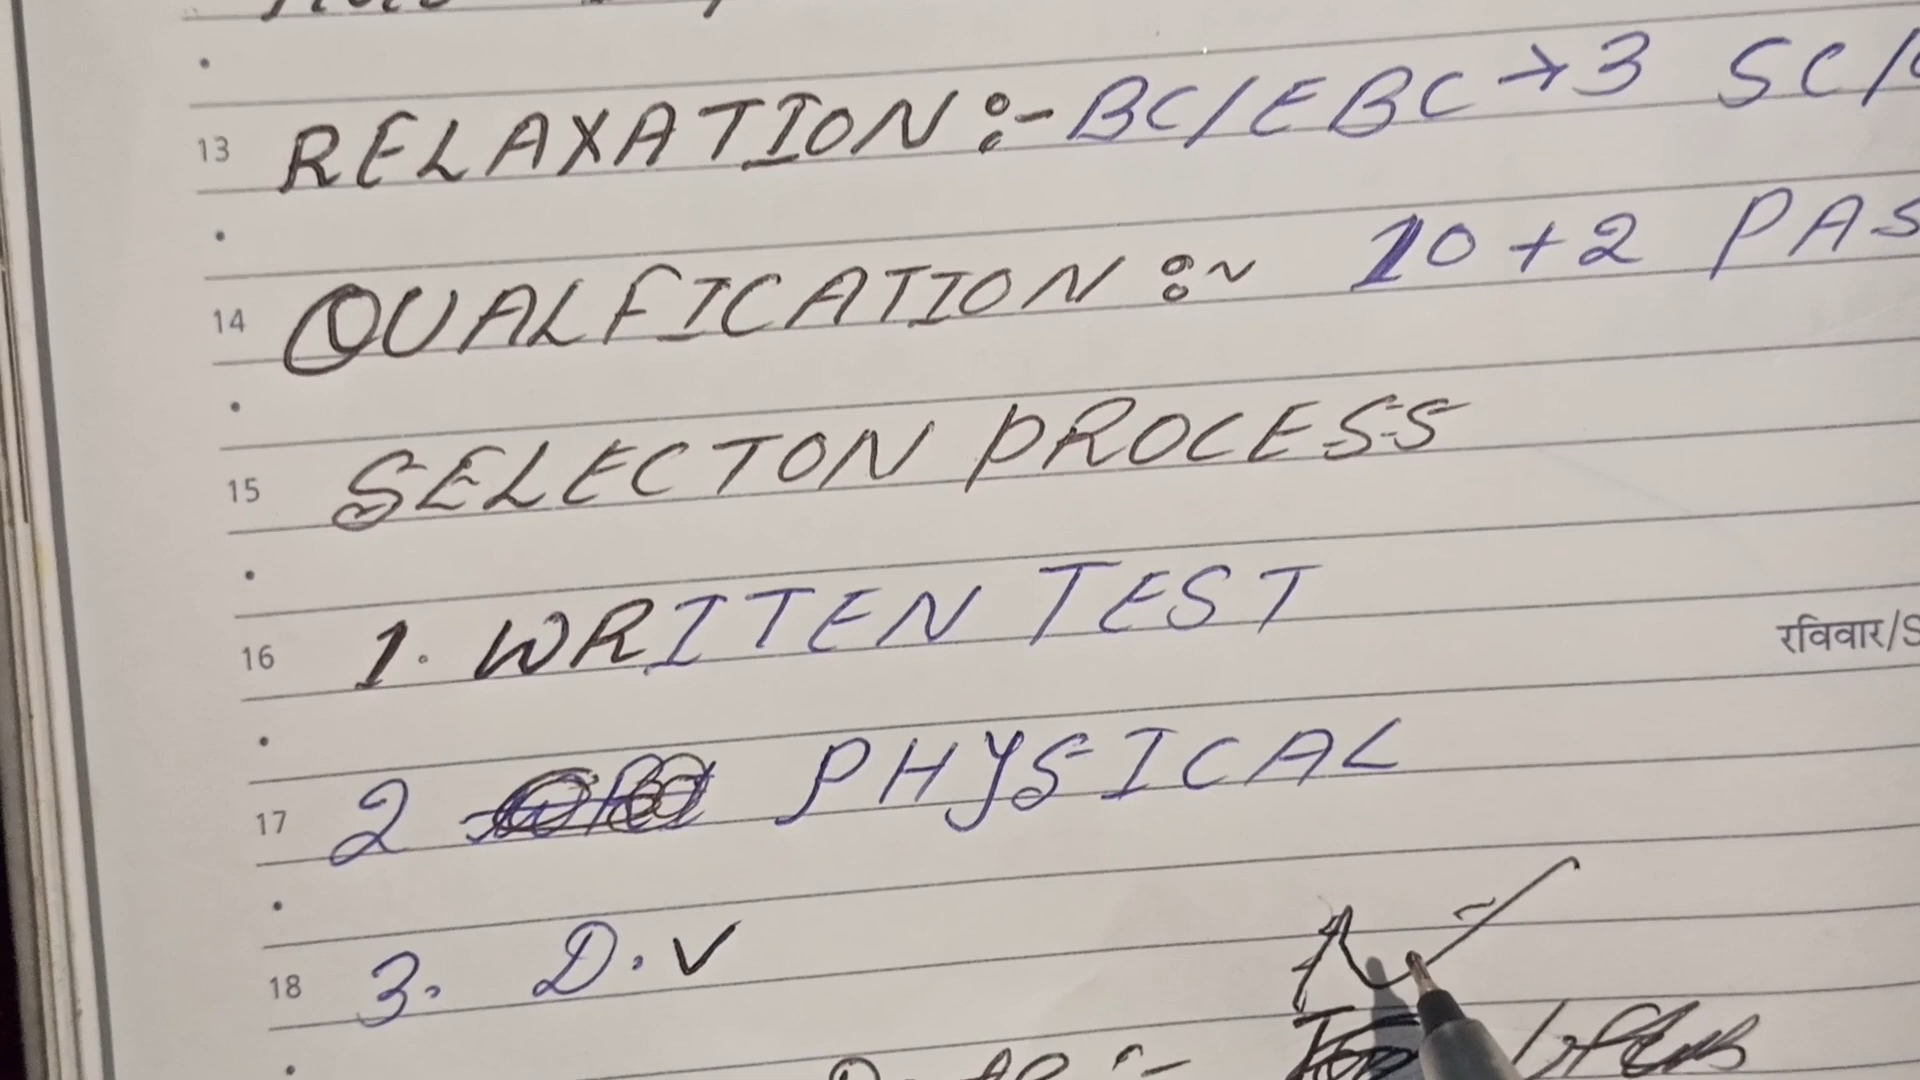 13 RELAXATION :- BC/EBC → 3 SC/
14 QUALFICATION :~ 10+2 PAS
15 SELECTON PROCESS
16 1. WRITEN TEST
रविवार/S
17 2 PHYSICAL
18 3. D.V